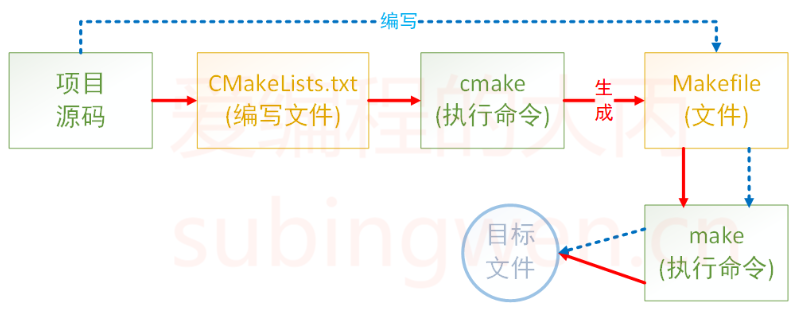 编写
项目
源码
CMakeLists.txt
(编写文件)
cmake
(执行命令)
生
成
Makefile
(文件)
爱编程的大丙
subingwen.cn
目标
文件
make
(执行命令)